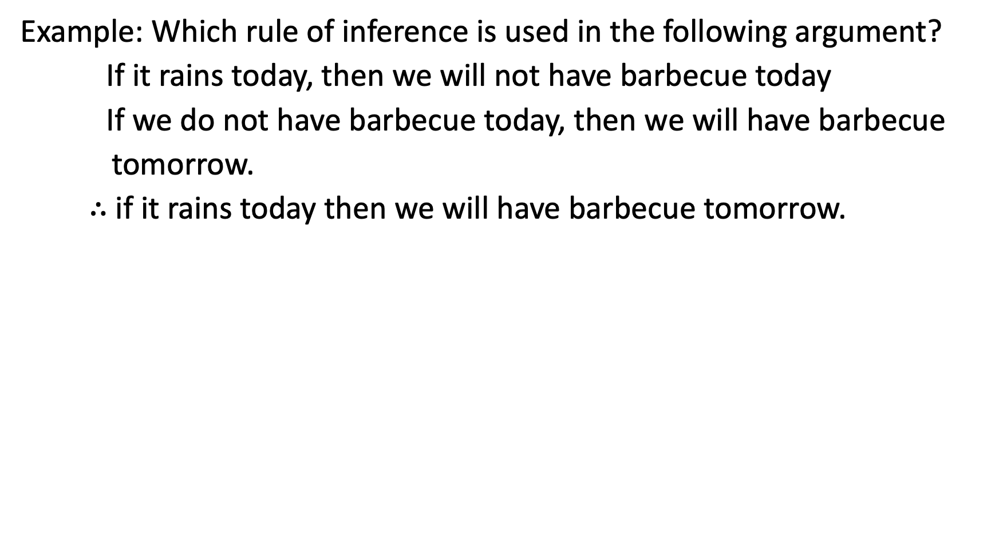 Example: Which rule of inference is used in the following argument?
If it rains today, then we will not have barbecue today
If we do not have barbecue today, then we will have barbecue
tomorrow.
∴ if it rains today then we will have barbecue tomorrow.